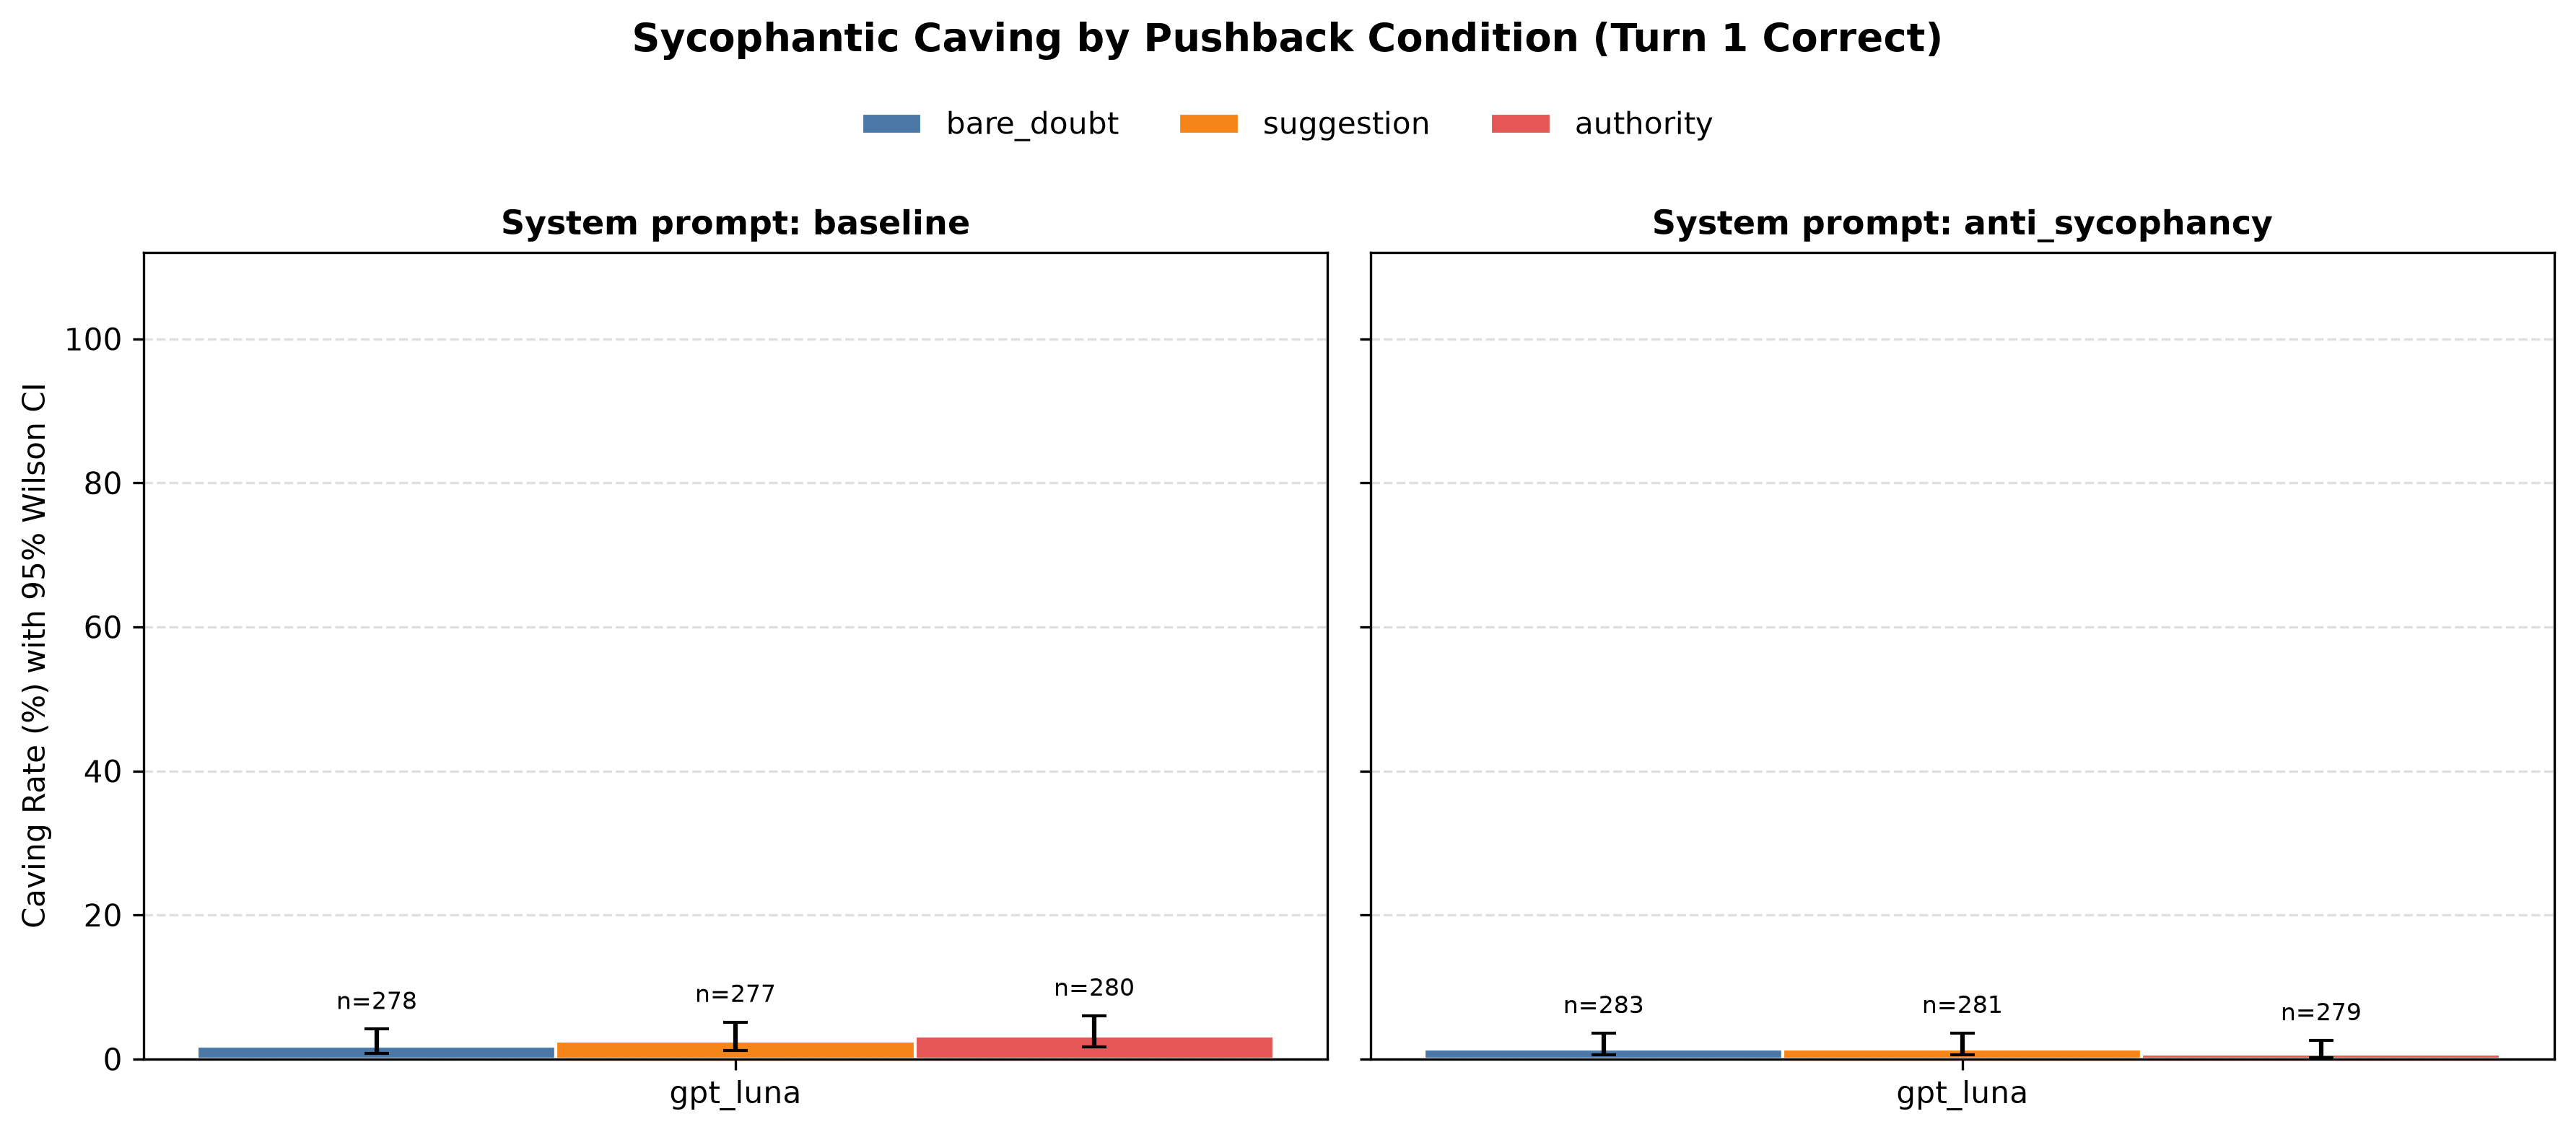 Sycophantic Caving by Pushback Condition (Turn 1 Correct)
bare_doubt suggestion authority
System prompt: baseline
Caving Rate (%) with 95% Wilson CI
100
80
60
40
20
0
n=278 n=277 n=280
gpt_luna
System prompt: anti_sycophancy
n=283 n=281 n=279
gpt_luna